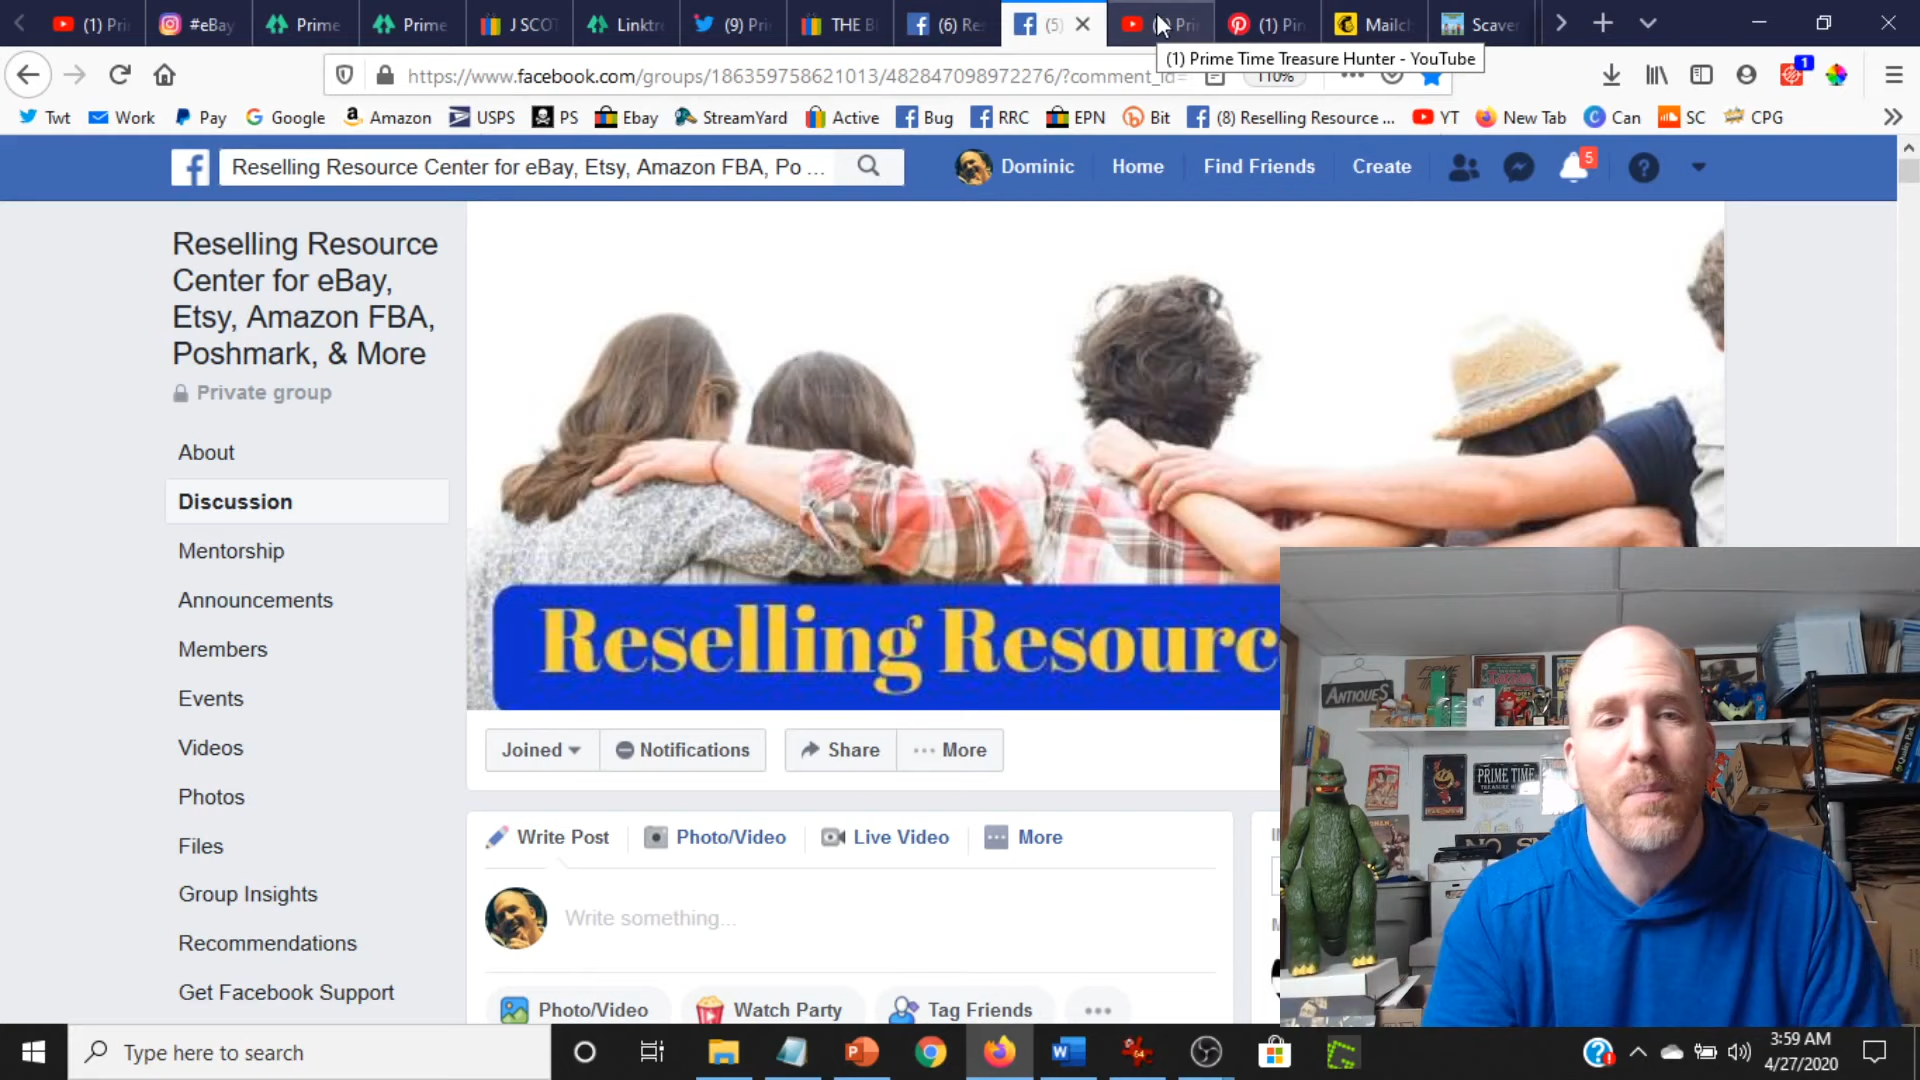 (1) Pri
#eBay
Prime
Prime
J SCO
Linktr
(9) Pri
THE B
(6) Re
(5)
Pri
(1) Pin
Mailc
Scave
(1) Prime Time Treasure Hunter - YouTube
https://www.facebook.com/groups/186359758621013/482847098972276/?comment_id=
110%
1
Twt
Work
Pay
Google
Amazon
USPS
PS
Ebay
StreamYard
Active
Bug
RRC
EPN
Bit
(8) Reselling Resource ...
YT
New Tab
Can
SC
CPG
Reselling Resource Center for eBay, Etsy, Amazon FBA, Po ...
Dominic
Home
Find Friends
Create
5
Reselling Resource
Center for eBay,
Etsy, Amazon FBA,
Poshmark, & More
Private group
About
Discussion
Mentorship
Announcements
Members
Events
Videos
Photos
Files
Group Insights
Recommendations
Get Facebook Support
Reselling Resourc
Joined
Notifications
Share
More
Write Post
Photo/Video
Live Video
More
Write something...
Photo/Video
Watch Party
Tag Friends
ANTIQUES
PRIME TIME
Type here to search
64
3:59 AM
4/27/2020